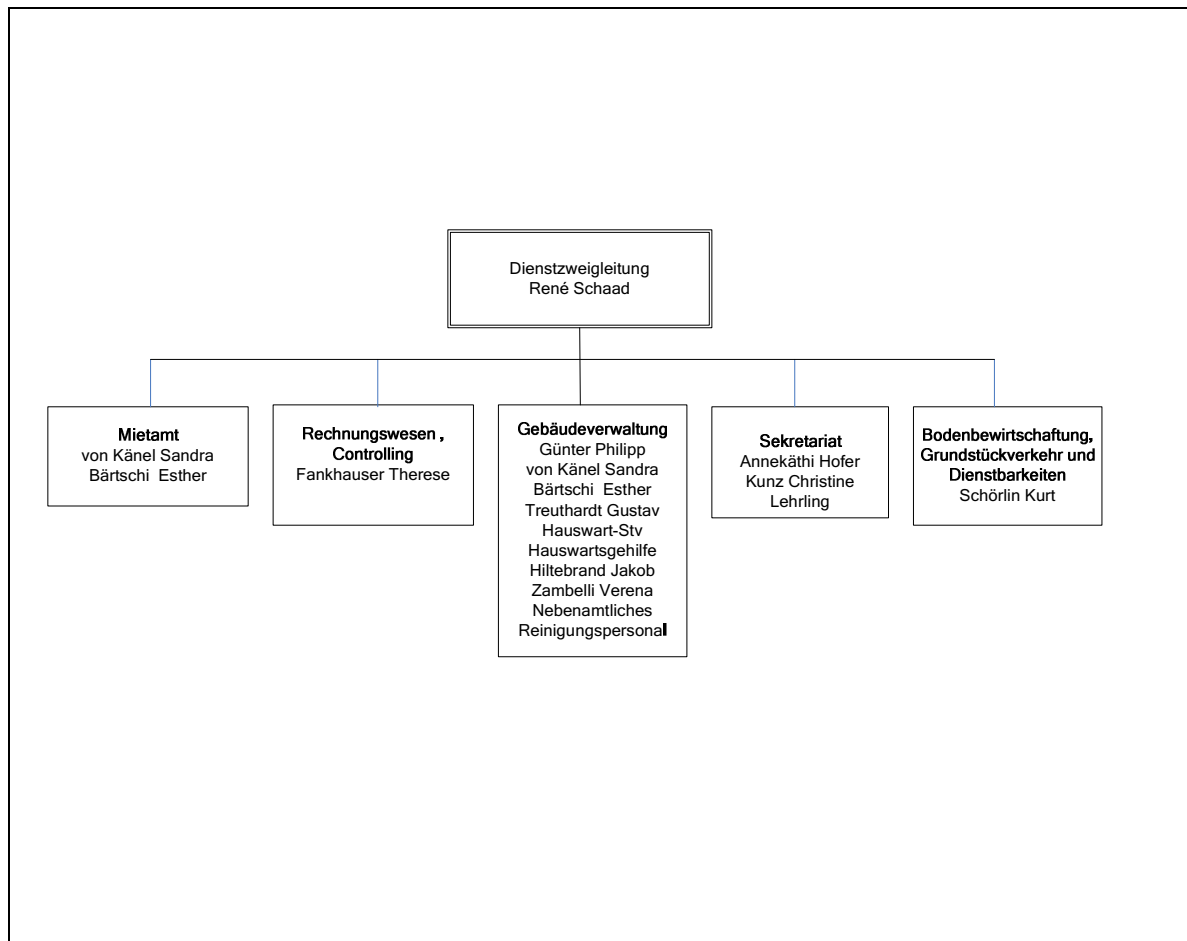 Dienstzweigleitung
René Schaad
Mietamt
von Känel Sandra
Bärtschi Esther
Rechnungswesen ,
Controlling
Fankhauser Therese
Gebäudeverwaltung
Günter Philipp
von Känel Sandra
Bärtschi Esther
Treuthardt Gustav
Hauswart-Stv
Hauswartsgehilfe
Hiltebrand Jakob
Zambelli Verena
Nebenamtliches
Reinigungspersonal
Sekretariat
Annekäthi Hofer
Kunz Christine
Lehrling
Bodenbewirtschaftung,
Grundstückverkehr und
Dienstbarkeiten
Schörlin Kurt